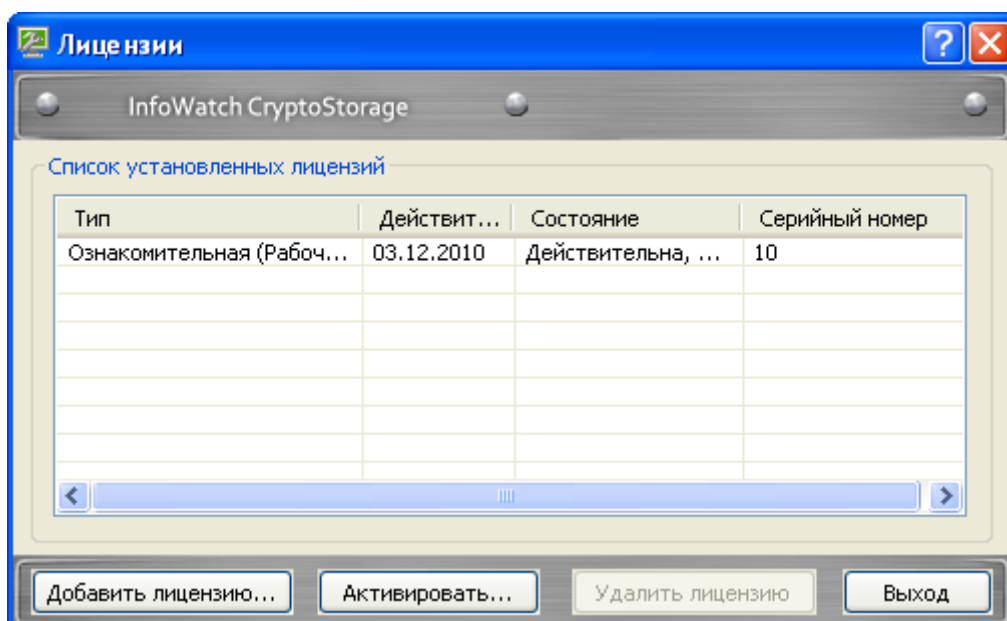 Лицензии
InfoWatch CryptoStorage
Список установленных лицензий
Тип Действит... Состояние Серийный номер
Ознакомительная (Рабоч... 03.12.2010 Действительна, ... 10
Добавить лицензию... Активировать... Удалить лицензию Выход